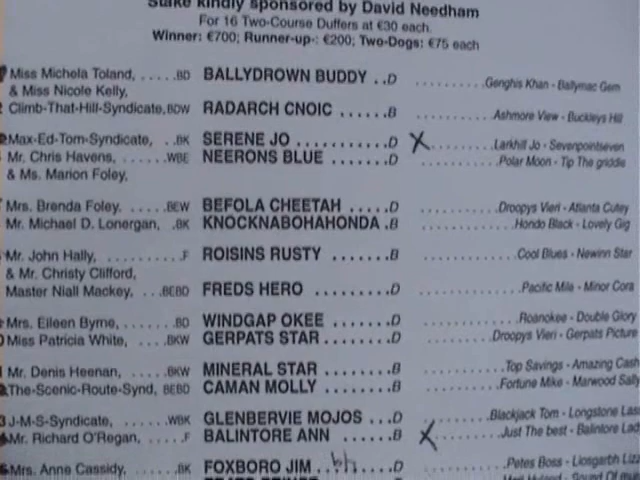 Stake kindly sponsored by David Needham
For 16 Two-Course Duffers at €30 each.
Winner: €700; Runner-up-: €200; Two-Dogs: €75 each
Miss Michela Toland, .....BD BALLYDROWN BUDDY ..D ..........Genghis Khan - Ballymac Gem
& Miss Nicole Kelly,
Climb-That-Hill-Syndicate,BDW RADARCH CNOIC ......B ..........Ashmore View - Buckleys Hill
Max-Ed-Tom-Syndicate, ..BK SERENE JO ...........D X ..........Larkhill Jo - Sevenpointseven
Mr. Chris Havens, ......WBE NEERONS BLUE .......D ..........Polar Moon - Tip The griddle
& Ms. Marion Foley,
Mrs. Brenda Foley. .....BEW BEFOLA CHEETAH .....D ..........Droopys Vieri - Atlanta Cutey
Mr. Michael D. Lonergan, .BK KNOCKNABOHAHONDA .B ..........Hondo Black - Lovely Gig
Mr. John Hally, .........F ROISINS RUSTY .......B ..........Cool Blues - Newinn Star
& Mr. Christy Clifford,
Master Niall Mackey, ...BEBD FREDS HERO .........D ..........Pacific Mile - Minor Cora
Mrs. Eileen Byrne, .......BD WINDGAP OKEE .......D ..........Roanokee - Double Glory
Miss Patricia White, ....BKW GERPATS STAR........D ..........Droopys Vieri - Gerpats Picture
Mr. Denis Heenan, .....BKW MINERAL STAR ........B ..........Top Savings - Amazing Cash
The-Scenic-Route-Synd, BEBD CAMAN MOLLY .......B ..........Fortune Mike - Marwood Sally
J-M-S-Syndicate, .......WBK GLENBERVIE MOJOS ...D ..........Blackjack Tom - Longstone Lass
Mr. Richard O'Regan, .....F BALINTORE ANN ......B X ..........Just The best - Balintore Lady
Mrs. Anne Cassidy, ......BK FOXBORO JIM ........D ..........Petes Boss - Liosgarbh